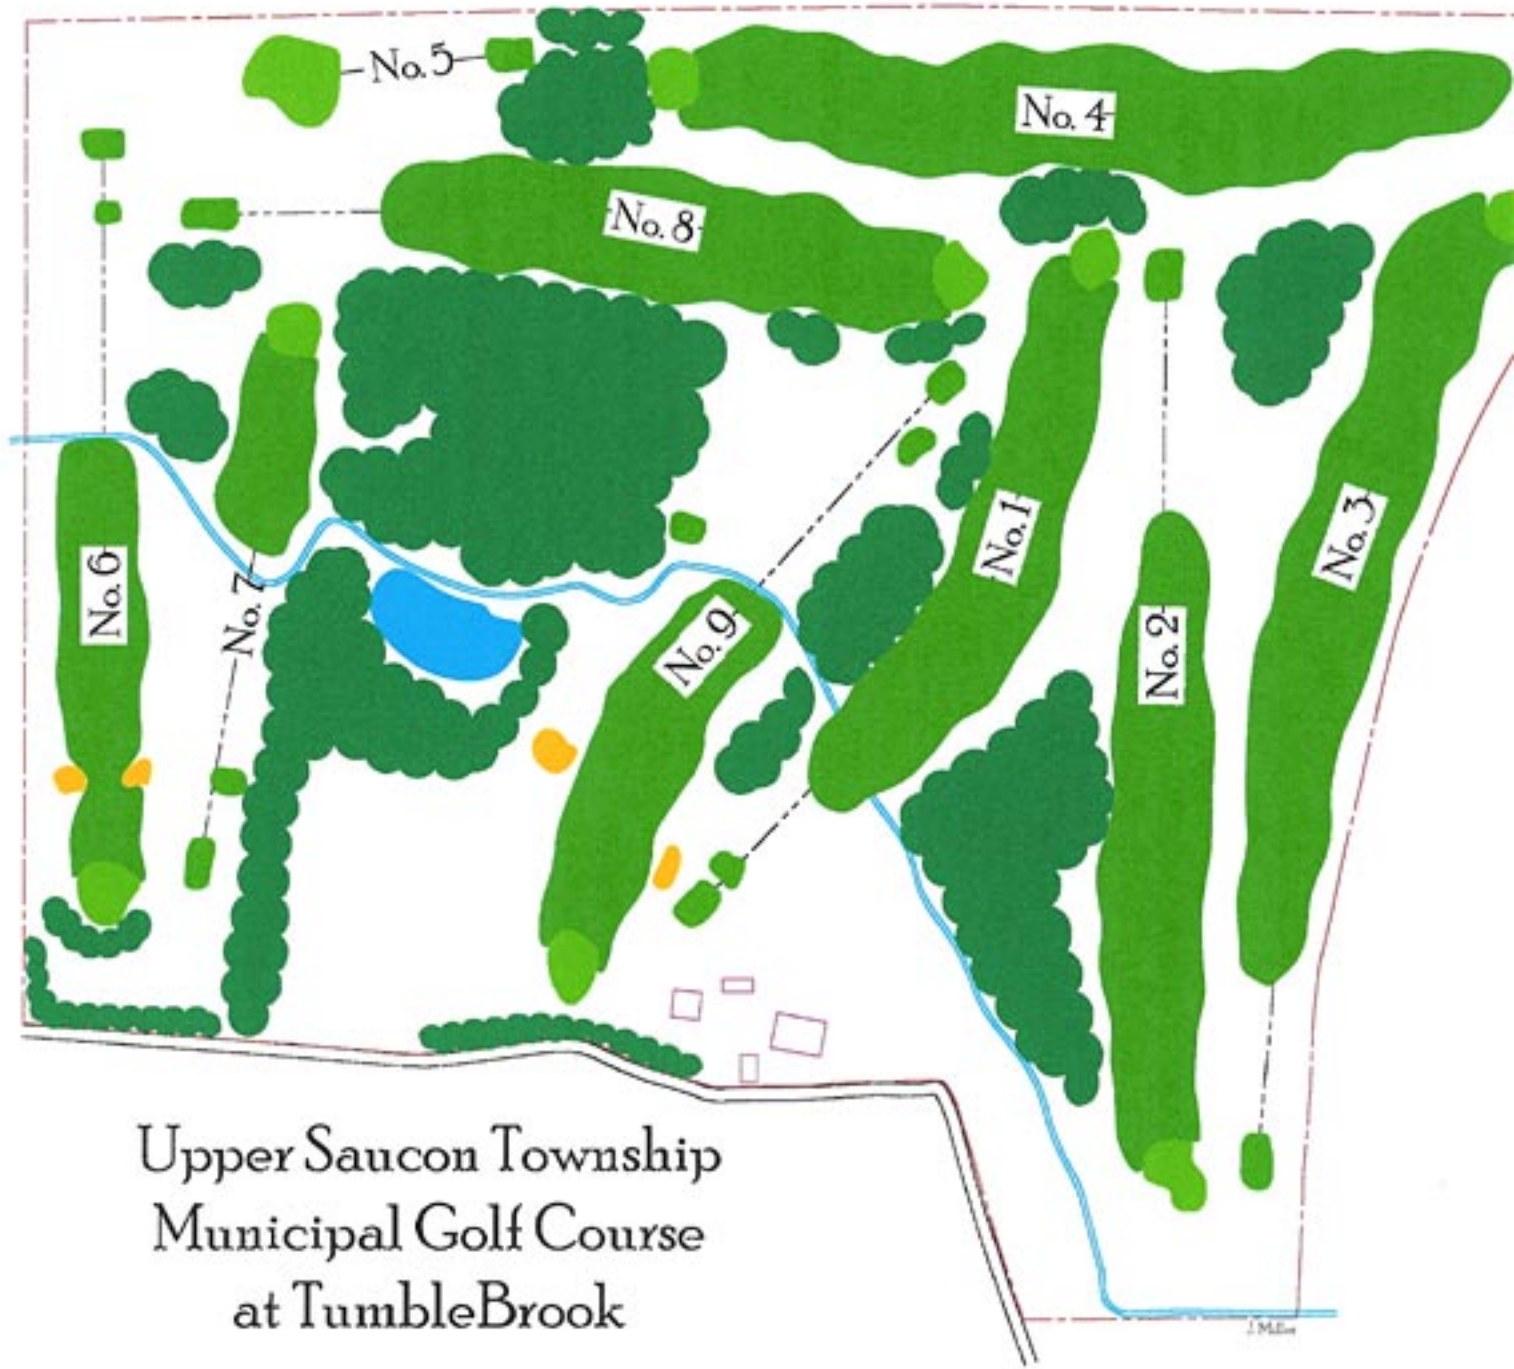 No. 5
No. 4
No. 8
No. 1
No. 3
No. 6
No. 7
No. 9
No. 2
Upper Saucon Township
Municipal Golf Course
at TumbleBrook